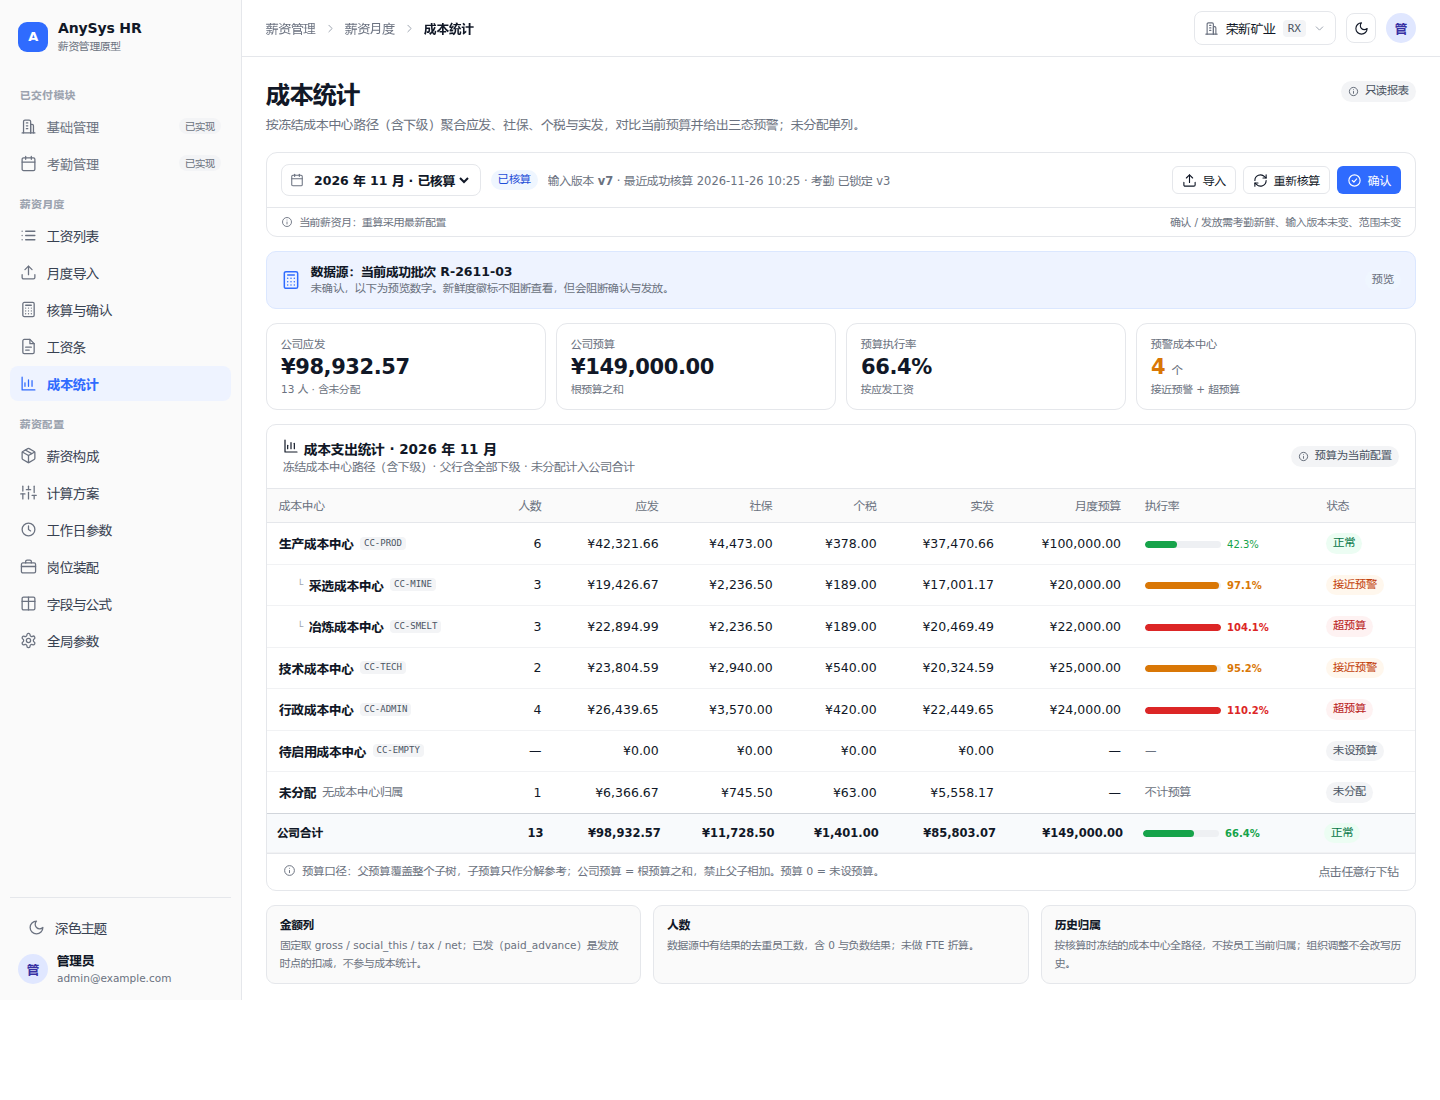 A
AnySys HR
薪资管理原型
已交付模块
基础管理 已实现
考勤管理 已实现
薪资月度
工资列表
月度导入
核算与确认
工资条
成本统计
薪资配置
薪资构成
计算方案
工作日参数
岗位装配
字段与公式
全局参数
深色主题
管 管理员
admin@example.com
薪资管理 > 薪资月度 > 成本统计
荣新矿业 RX 管
成本统计
只读报表
按冻结成本中心路径（含下级）聚合应发、社保、个税与实发，对比当前预算并给出三态预警；未分配单列。
2026 年 11 月 · 已核算 已核算 输入版本 v7 · 最近成功核算 2026-11-26 10:25 · 考勤 已锁定 v3 导入 重新核算 确认
当前薪资月：重算采用最新配置 确认 / 发放需考勤新鲜、输入版本未变、范围未变
数据源：当前成功批次 R-2611-03
未确认，以下为预览数字。新鲜度徽标不阻断查看，但会阻断确认与发放。
预览
公司应发
¥98,932.57
13 人 · 含未分配
公司预算
¥149,000.00
根预算之和
预算执行率
66.4%
按应发工资
预警成本中心
4 个
接近预警 + 超预算
成本支出统计 · 2026 年 11 月
冻结成本中心路径（含下级）· 父行含全部下级 · 未分配计入公司合计
预算为当前配置
成本中心 人数 应发 社保 个税 实发 月度预算 执行率 状态
生产成本中心 CC-PROD 6 ¥42,321.66 ¥4,473.00 ¥378.00 ¥37,470.66 ¥100,000.00 42.3% 正常
└ 采选成本中心 CC-MINE 3 ¥19,426.67 ¥2,236.50 ¥189.00 ¥17,001.17 ¥20,000.00 97.1% 接近预警
└ 冶炼成本中心 CC-SMELT 3 ¥22,894.99 ¥2,236.50 ¥189.00 ¥20,469.49 ¥22,000.00 104.1% 超预算
技术成本中心 CC-TECH 2 ¥23,804.59 ¥2,940.00 ¥540.00 ¥20,324.59 ¥25,000.00 95.2% 接近预警
行政成本中心 CC-ADMIN 4 ¥26,439.65 ¥3,570.00 ¥420.00 ¥22,449.65 ¥24,000.00 110.2% 超预算
待启用成本中心 CC-EMPTY — ¥0.00 ¥0.00 ¥0.00 ¥0.00 — — 未设预算
未分配 无成本中心归属 1 ¥6,366.67 ¥745.50 ¥63.00 ¥5,558.17 — 不计预算 未分配
公司合计 13 ¥98,932.57 ¥11,728.50 ¥1,401.00 ¥85,803.07 ¥149,000.00 66.4% 正常
预算口径：父预算覆盖整个子树，子预算只作分解参考；公司预算 = 根预算之和，禁止父子相加。预算 0 = 未设预算。 点击任意行下钻
金额列
固定取 gross / social_this / tax / net；已发（paid_advance）是发放
时点的扣减，不参与成本统计。
人数
数据源中有结果的去重员工数，含 0 与负数结果；未做 FTE 折算。
历史归属
按核算时冻结的成本中心全路径，不按员工当前归属；组织调整不会改写历
史。